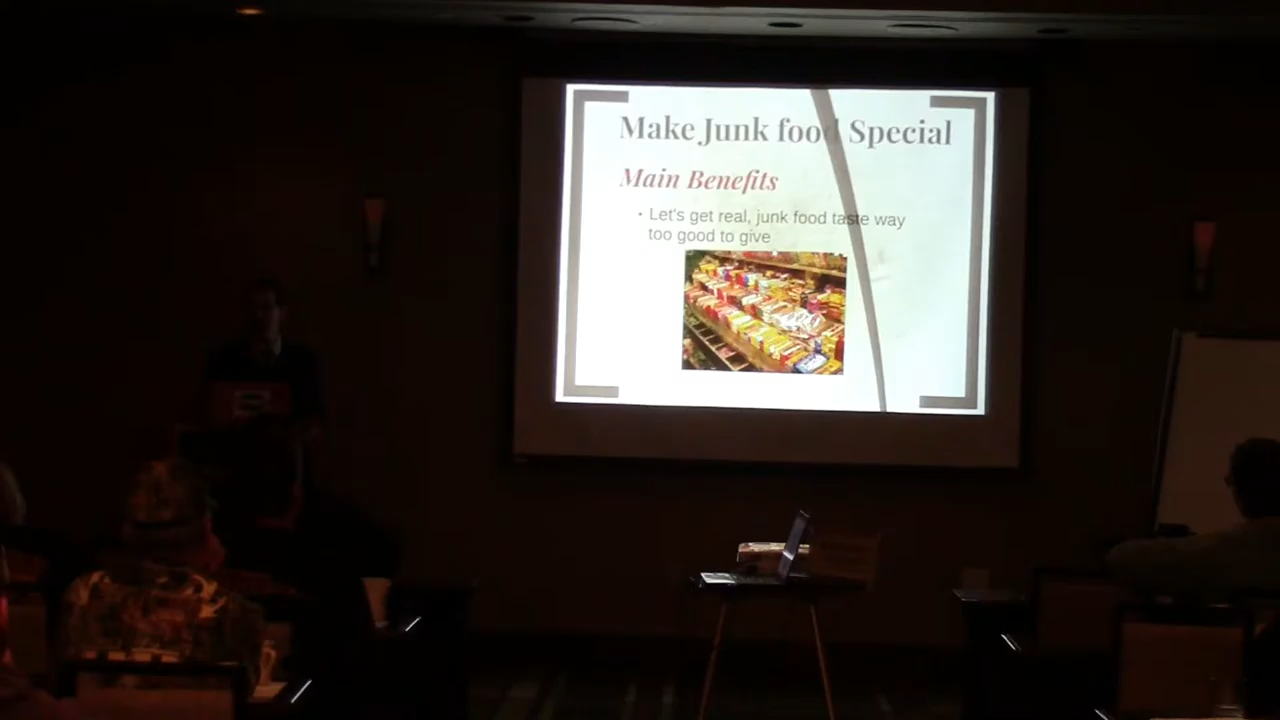 Make Junk food Special
Main Benefits
• Let's get real, junk food taste way
too good to give